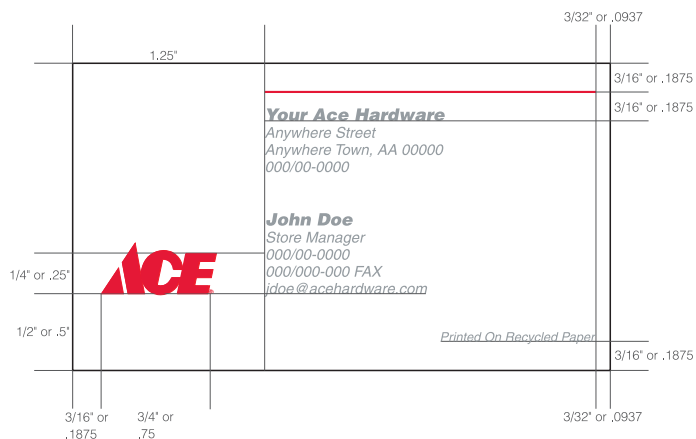 3/32" or .0937
1.25"
3/16" or .1875
3/16" or .1875
Your Ace Hardware
Anywhere Street
Anywhere Town, AA 00000
000/00-0000
John Doe
Store Manager
000/00-0000
000/000-000 FAX
jdoe@acehardware.com
ACE
1/4" or .25"
1/2" or .5"
Printed On Recycled Paper
3/16" or .1875
3/16" or
.1875
3/4" or
.75
3/32" or .0937